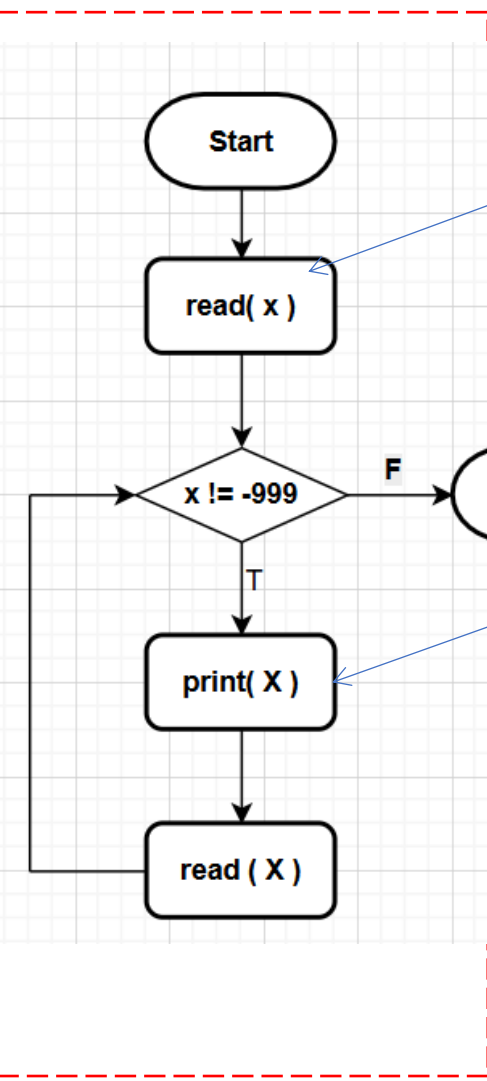 Start
read( x )
x != -999
F
T
print( X )
read ( X )